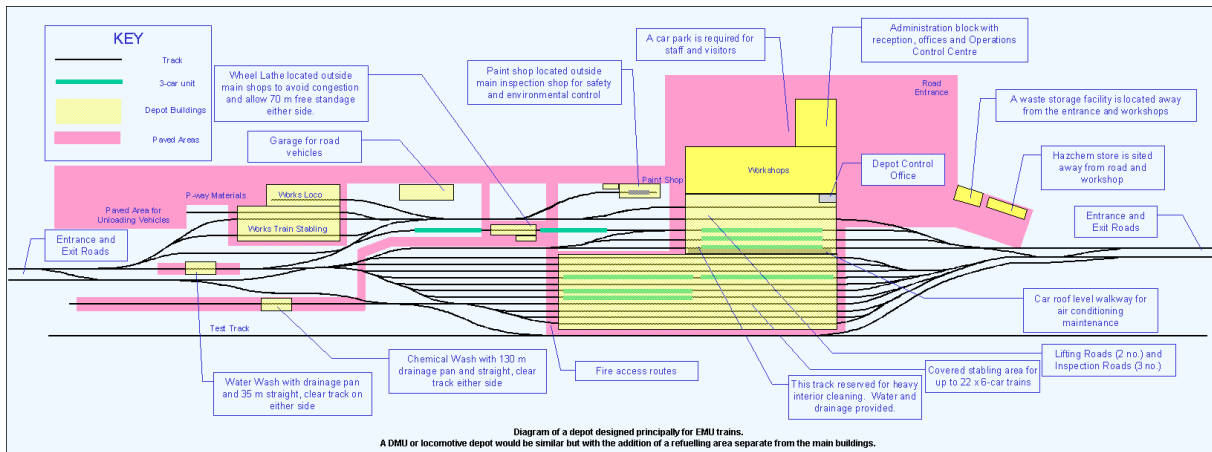 KEY
Track
3-car unit
Depot Buildings
Paved Areas
Wheel Lathe located outside
main shops to avoid congestion
and allow 70 m free standage
either side.
Garage for road
vehicles
Paint shop located outside
main inspection shop for safety
and environmental control
A car park is required for
staff and visitors
Administration block with
reception, offices and Operations
Control Centre
Road
Entrance
A waste storage facility is located away
from the entrance and workshops
Hazchem store is sited
away from road and
workshop
Depot Control
Office
Workshops
Paint Shop
P-way Materials
Works Loco
Paved Area for
Unloading Vehicles
Works Train Stabling
Entrance and
Exit Roads
Entrance and
Exit Roads
Test Track
Water Wash with drainage pan
and 35 m straight, clear track on
either side
Chemical Wash with 130 m
drainage pan and straight, clear
track either side
Fire access routes
This track reserved for heavy
interior cleaning. Water and
drainage provided.
Covered stabling area for
up to 22 x 6-car trains
Lifting Roads (2 no.) and
Inspection Roads (3 no.)
Car roof level walkway for
air conditioning
maintenance
Diagram of a depot designed principally for EMU trains.
A DMU or locomotive depot would be similar but with the addition of a refuelling area separate from the main buildings.